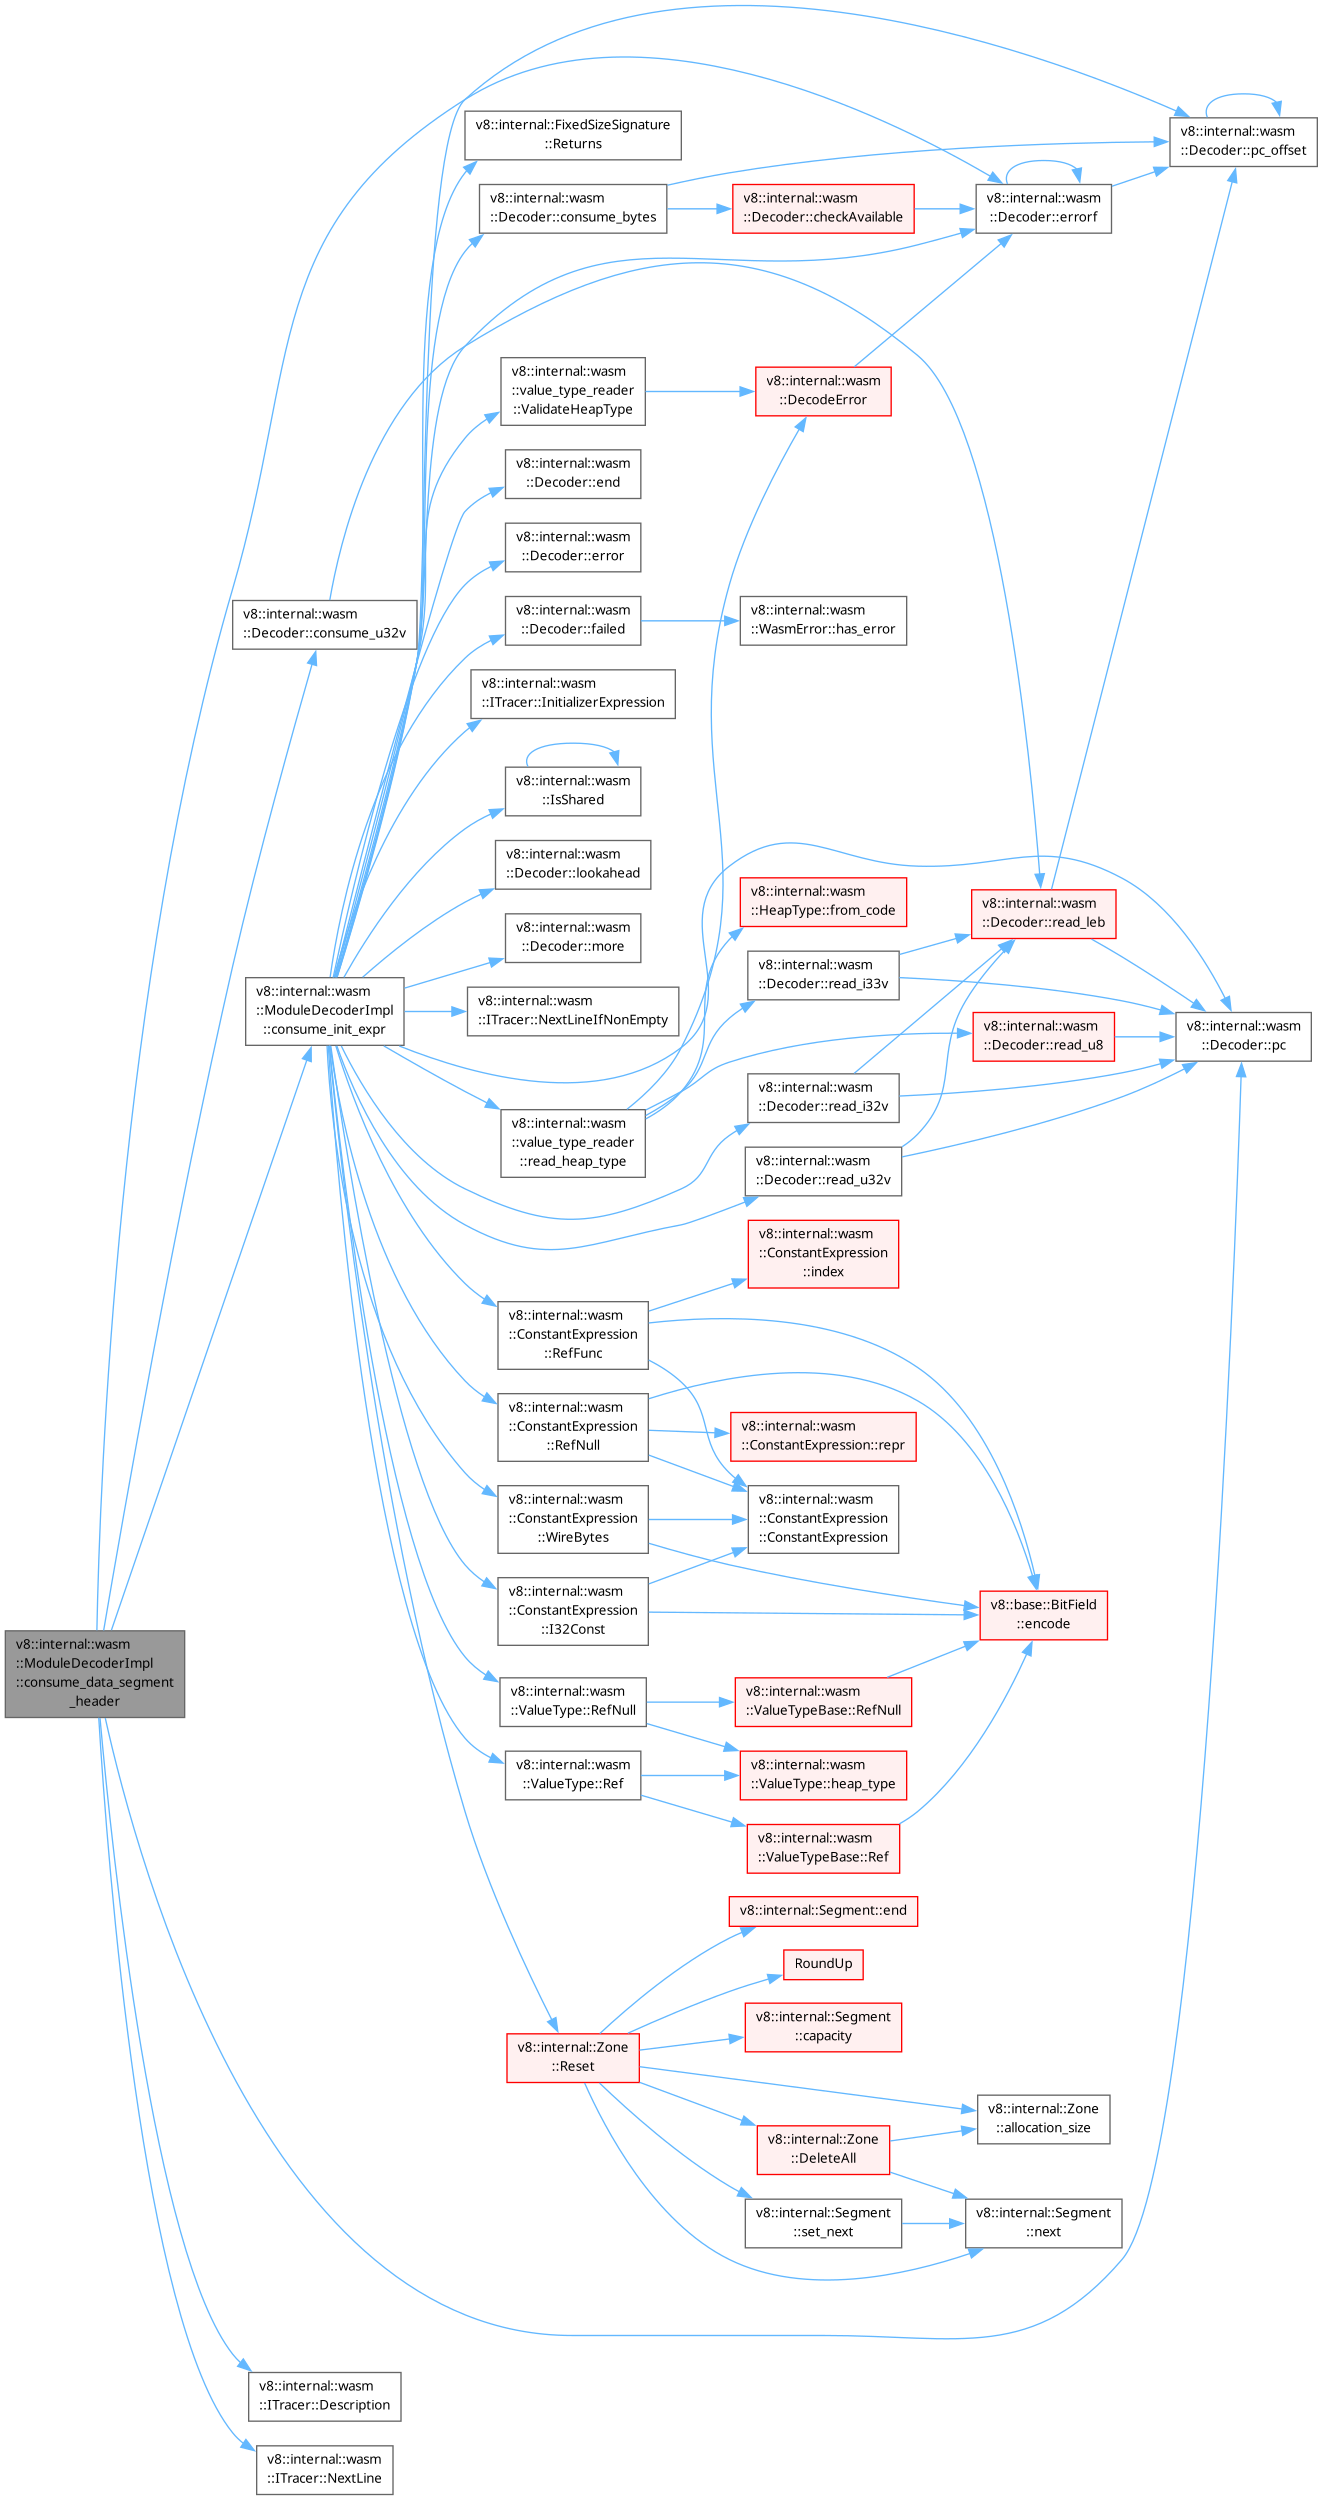 v8::internal::wasm
::Decoder::pc_offset
v8::internal::FixedSizeSignature
::Returns
v8::internal::wasm
::Decoder::consume_bytes
v8::internal::wasm
::Decoder::checkAvailable
v8::internal::wasm
::Decoder::errorf
v8::internal::wasm
::value_type_reader
::ValidateHeapType
v8::internal::wasm
::DecodeError
v8::internal::wasm
::Decoder::end
v8::internal::wasm
::Decoder::error
v8::internal::wasm
::Decoder::consume_u32v
v8::internal::wasm
::Decoder::failed
v8::internal::wasm
::WasmError::has_error
v8::internal::wasm
::ITracer::InitializerExpression
v8::internal::wasm
::IsShared
v8::internal::wasm
::Decoder::lookahead
v8::internal::wasm
::HeapType::from_code
v8::internal::wasm
::Decoder::read_leb
v8::internal::wasm
::Decoder::more
v8::internal::wasm
::Decoder::read_i33v
v8::internal::wasm
::ModuleDecoderImpl
::consume_init_expr
v8::internal::wasm
::ITracer::NextLineIfNonEmpty
v8::internal::wasm
::Decoder::read_u8
v8::internal::wasm
::Decoder::pc
v8::internal::wasm
::Decoder::read_i32v
v8::internal::wasm
::value_type_reader
::read_heap_type
v8::internal::wasm
::Decoder::read_u32v
v8::internal::wasm
::ConstantExpression
::index
v8::internal::wasm
::ConstantExpression
::RefFunc
v8::internal::wasm
::ConstantExpression
::RefNull
v8::internal::wasm
::ConstantExpression::repr
v8::internal::wasm
::ConstantExpression
::WireBytes
v8::internal::wasm
::ConstantExpression
::ConstantExpression
v8::internal::wasm
::ConstantExpression
::I32Const
v8::base::BitField
::encode
v8::internal::wasm
::ModuleDecoderImpl
::consume_data_segment
_header
v8::internal::wasm
::ValueType::RefNull
v8::internal::wasm
::ValueTypeBase::RefNull
v8::internal::wasm
::ValueType::Ref
v8::internal::wasm
::ValueType::heap_type
v8::internal::wasm
::ValueTypeBase::Ref
v8::internal::Segment::end
RoundUp
v8::internal::Zone
::Reset
v8::internal::Segment
::capacity
v8::internal::Zone
::allocation_size
v8::internal::Zone
::DeleteAll
v8::internal::Segment
::set_next
v8::internal::Segment
::next
v8::internal::wasm
::ITracer::Description
v8::internal::wasm
::ITracer::NextLine